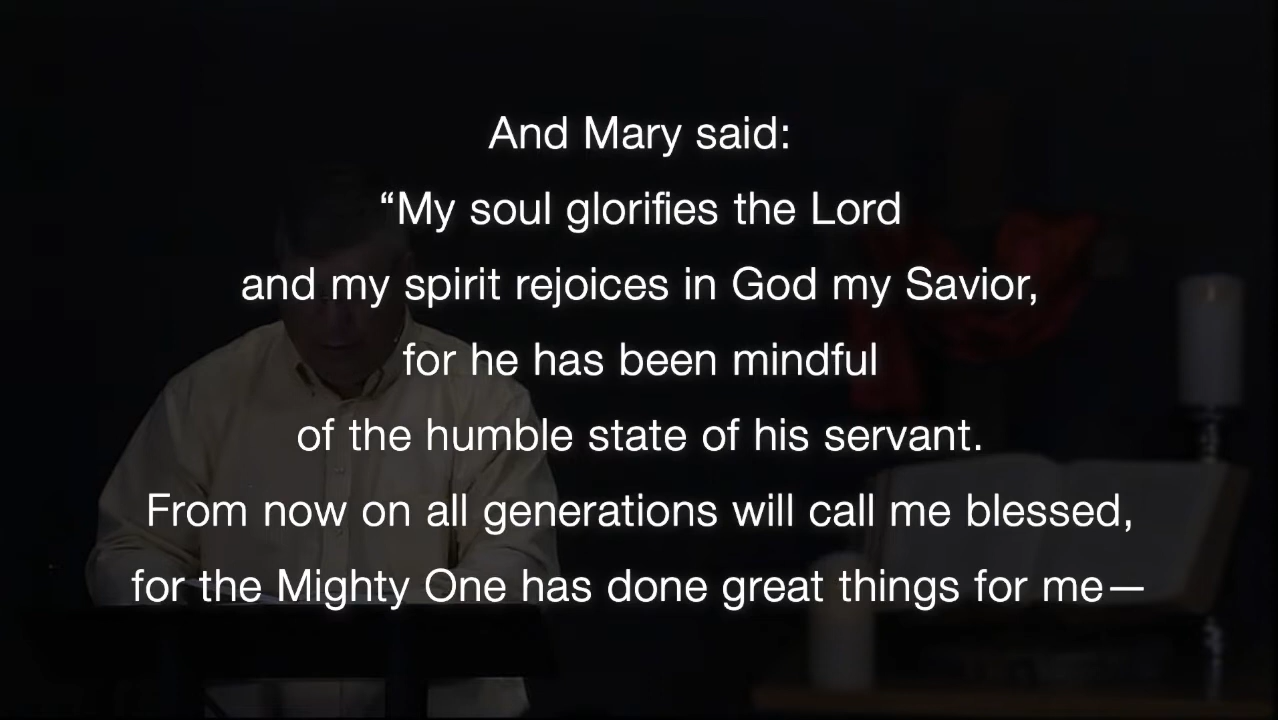 And Mary said:
“My soul glorifies the Lord
and my spirit rejoices in God my Savior,
for he has been mindful
of the humble state of his servant.
From now on all generations will call me blessed,
for the Mighty One has done great things for me—